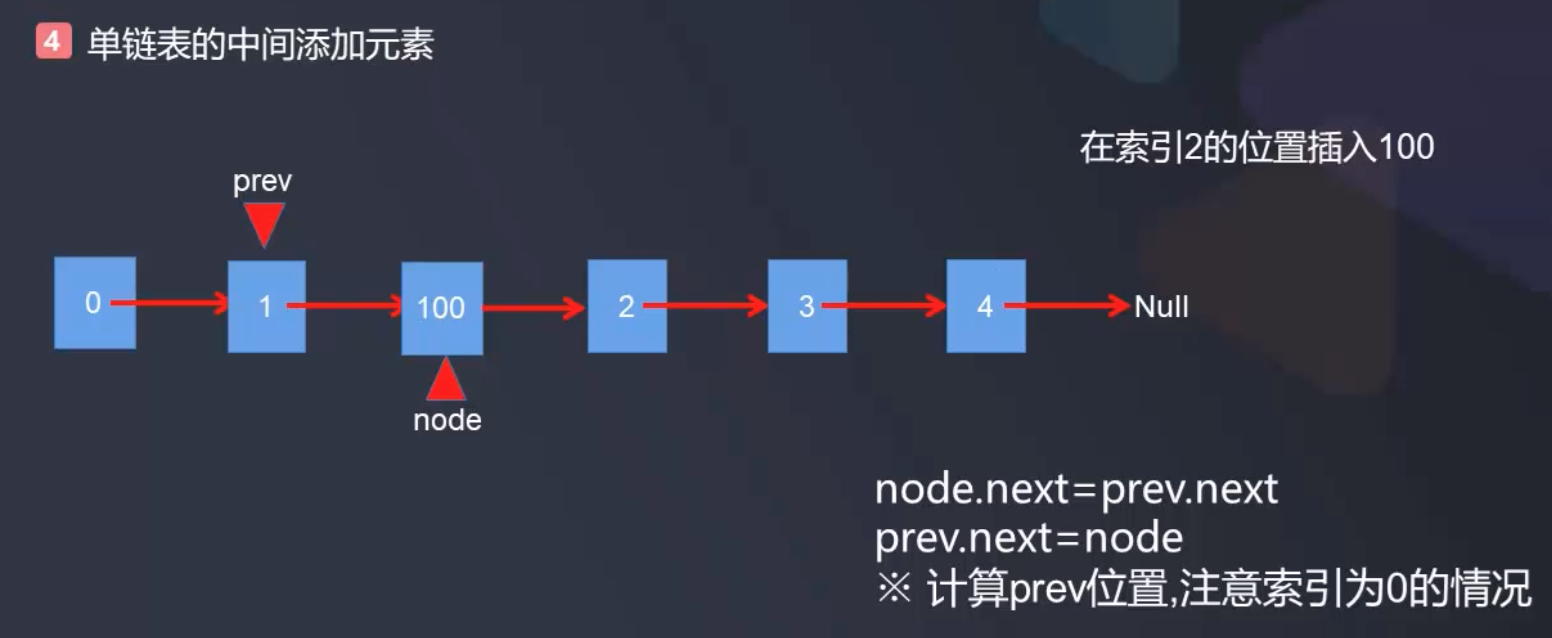 4 单链表的中间添加元素
在索引2的位置插入100
prev
0 1 100 2 3 4 Null
node
node.next=prev.next
prev.next=node
※ 计算prev位置,注意索引为0的情况